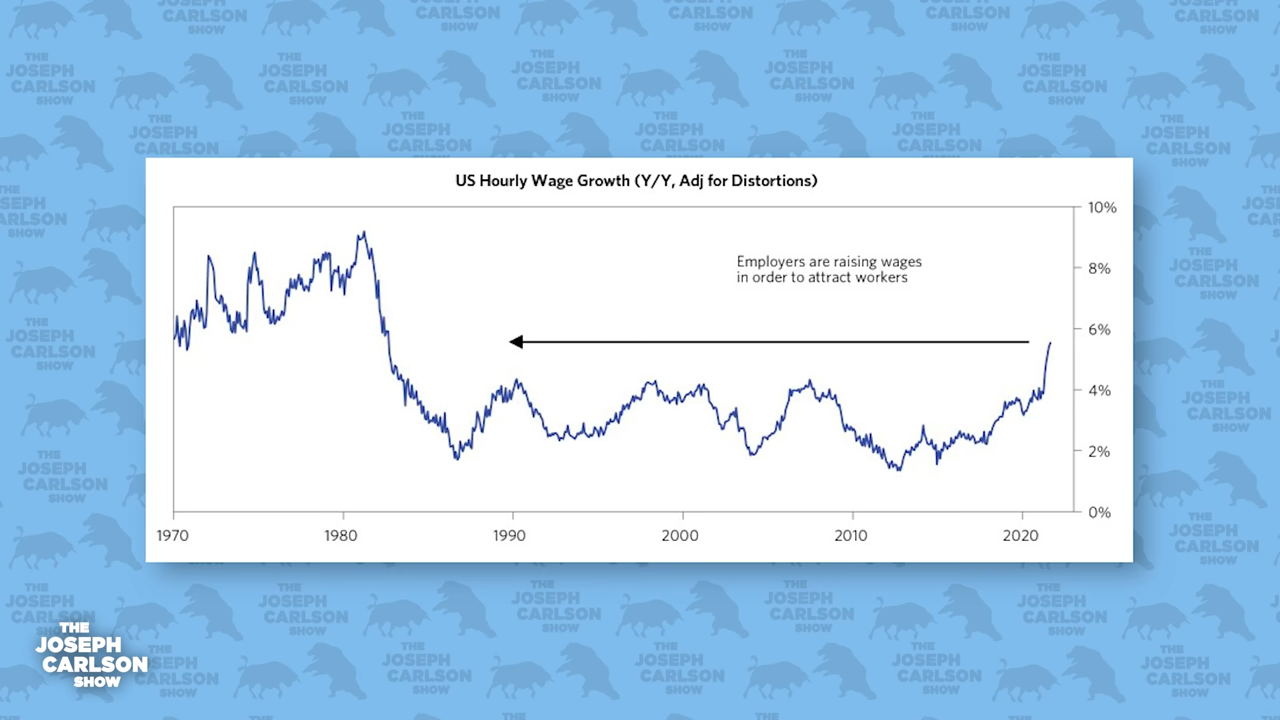 US Hourly Wage Growth (Y/Y, Adj for Distortions)
10%
Employers are raising wages
in order to attract workers
8%
6%
4%
2%
0%
1970 1980 1990 2000 2010 2020
THE
JOSEPH
CARLSON
SHOW